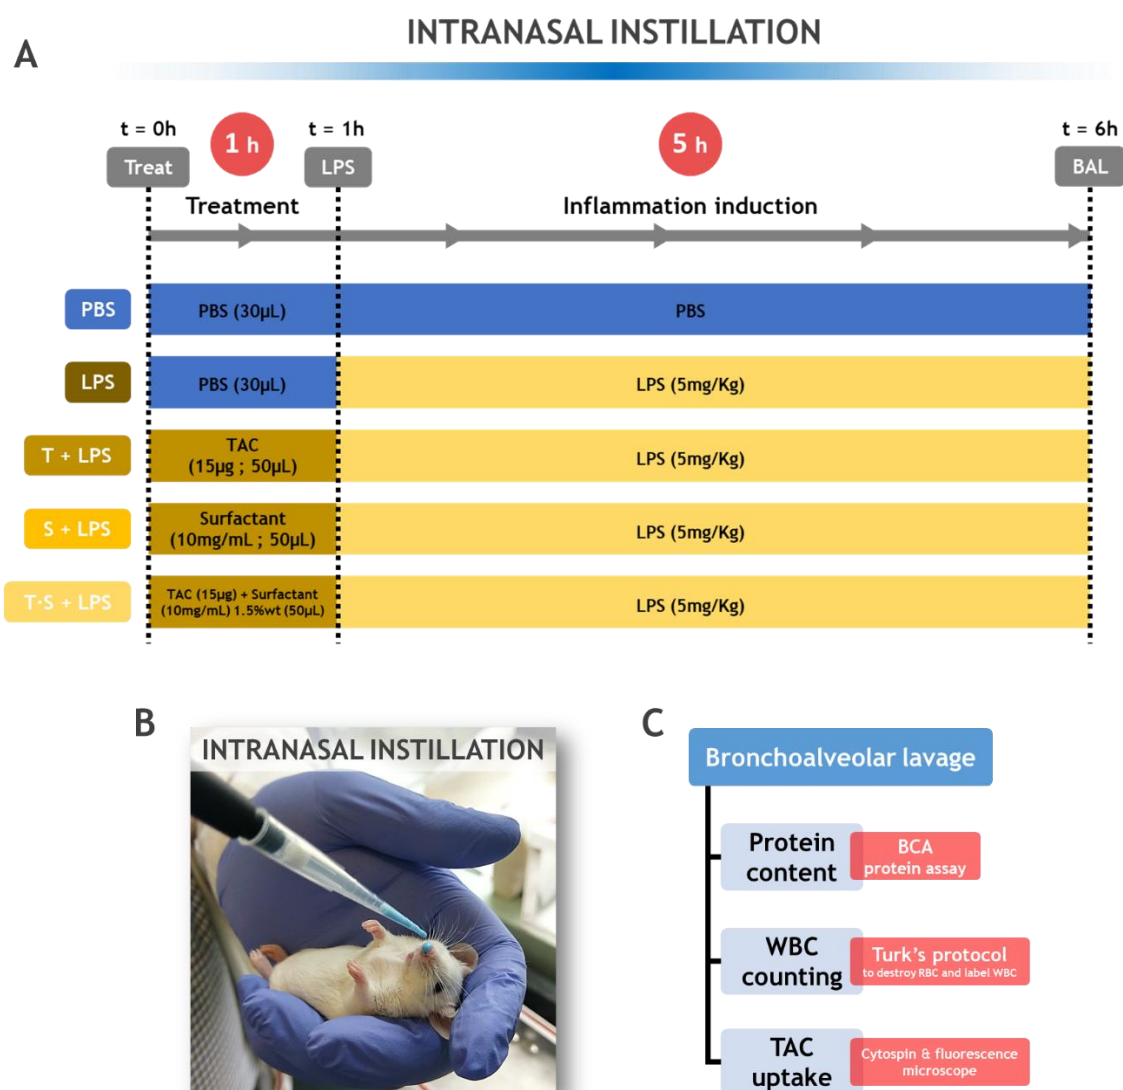 A
INTRANASAL INSTILLATION
t = 0h
1 h
t = 1h
5 h
t = 6h
Treat
LPS
BAL
Treatment
Inflammation induction
PBS
PBS (30µL)
PBS
LPS
PBS (30µL)
LPS (5mg/Kg)
T + LPS
TAC
(15µg ; 50µL)
LPS (5mg/Kg)
S + LPS
Surfactant
(10mg/mL ; 50µL)
LPS (5mg/Kg)
T·S + LPS
TAC (15µg) + Surfactant
(10mg/mL) 1.5%wt (50µL)
LPS (5mg/Kg)
B
INTRANASAL INSTILLATION
C
Bronchoalveolar lavage
Protein
content
BCA
protein assay
WBC
counting
Turk's protocol
to destroy RBC and label WBC
TAC
uptake
Cytospin & fluorescence
microscope